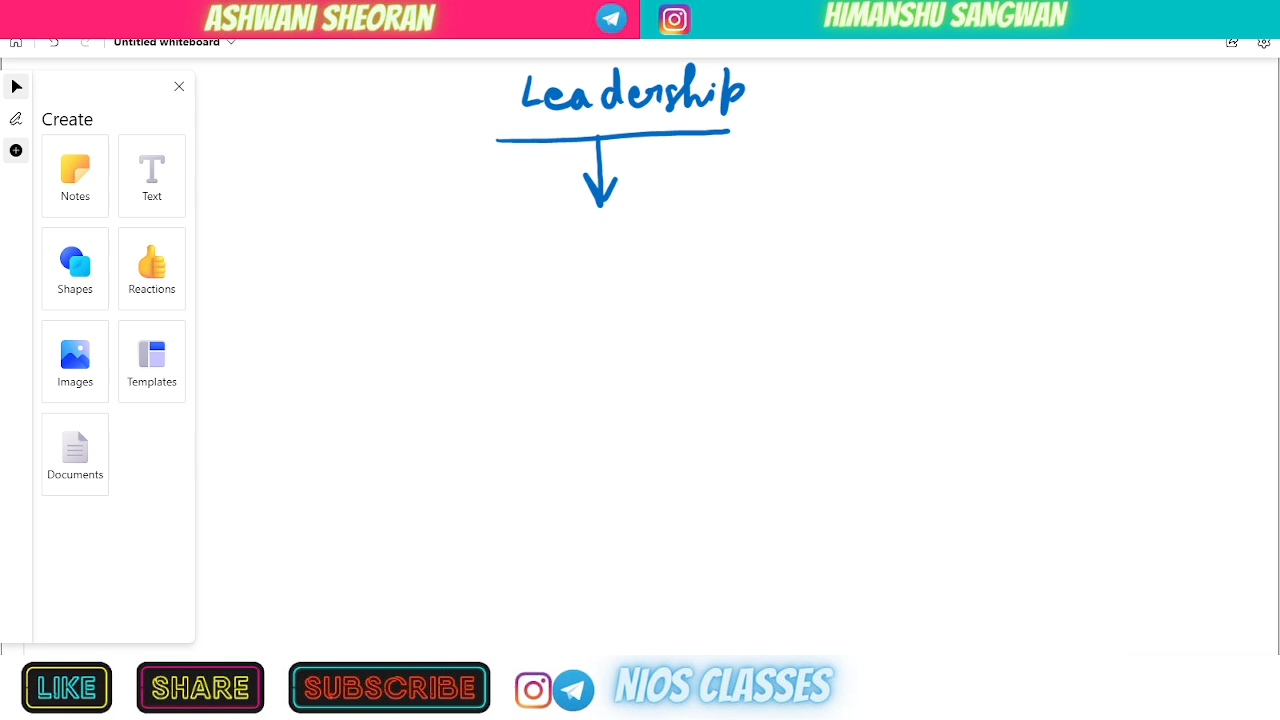 ASHWANI SHEORAN
HIMANSHU SANGWAN
Untitled whiteboard
Leadership
Create
Notes
Text
Shapes
Reactions
Images
Templates
Documents
LIKE
SHARE
SUBSCRIBE
NIOS CLASSES